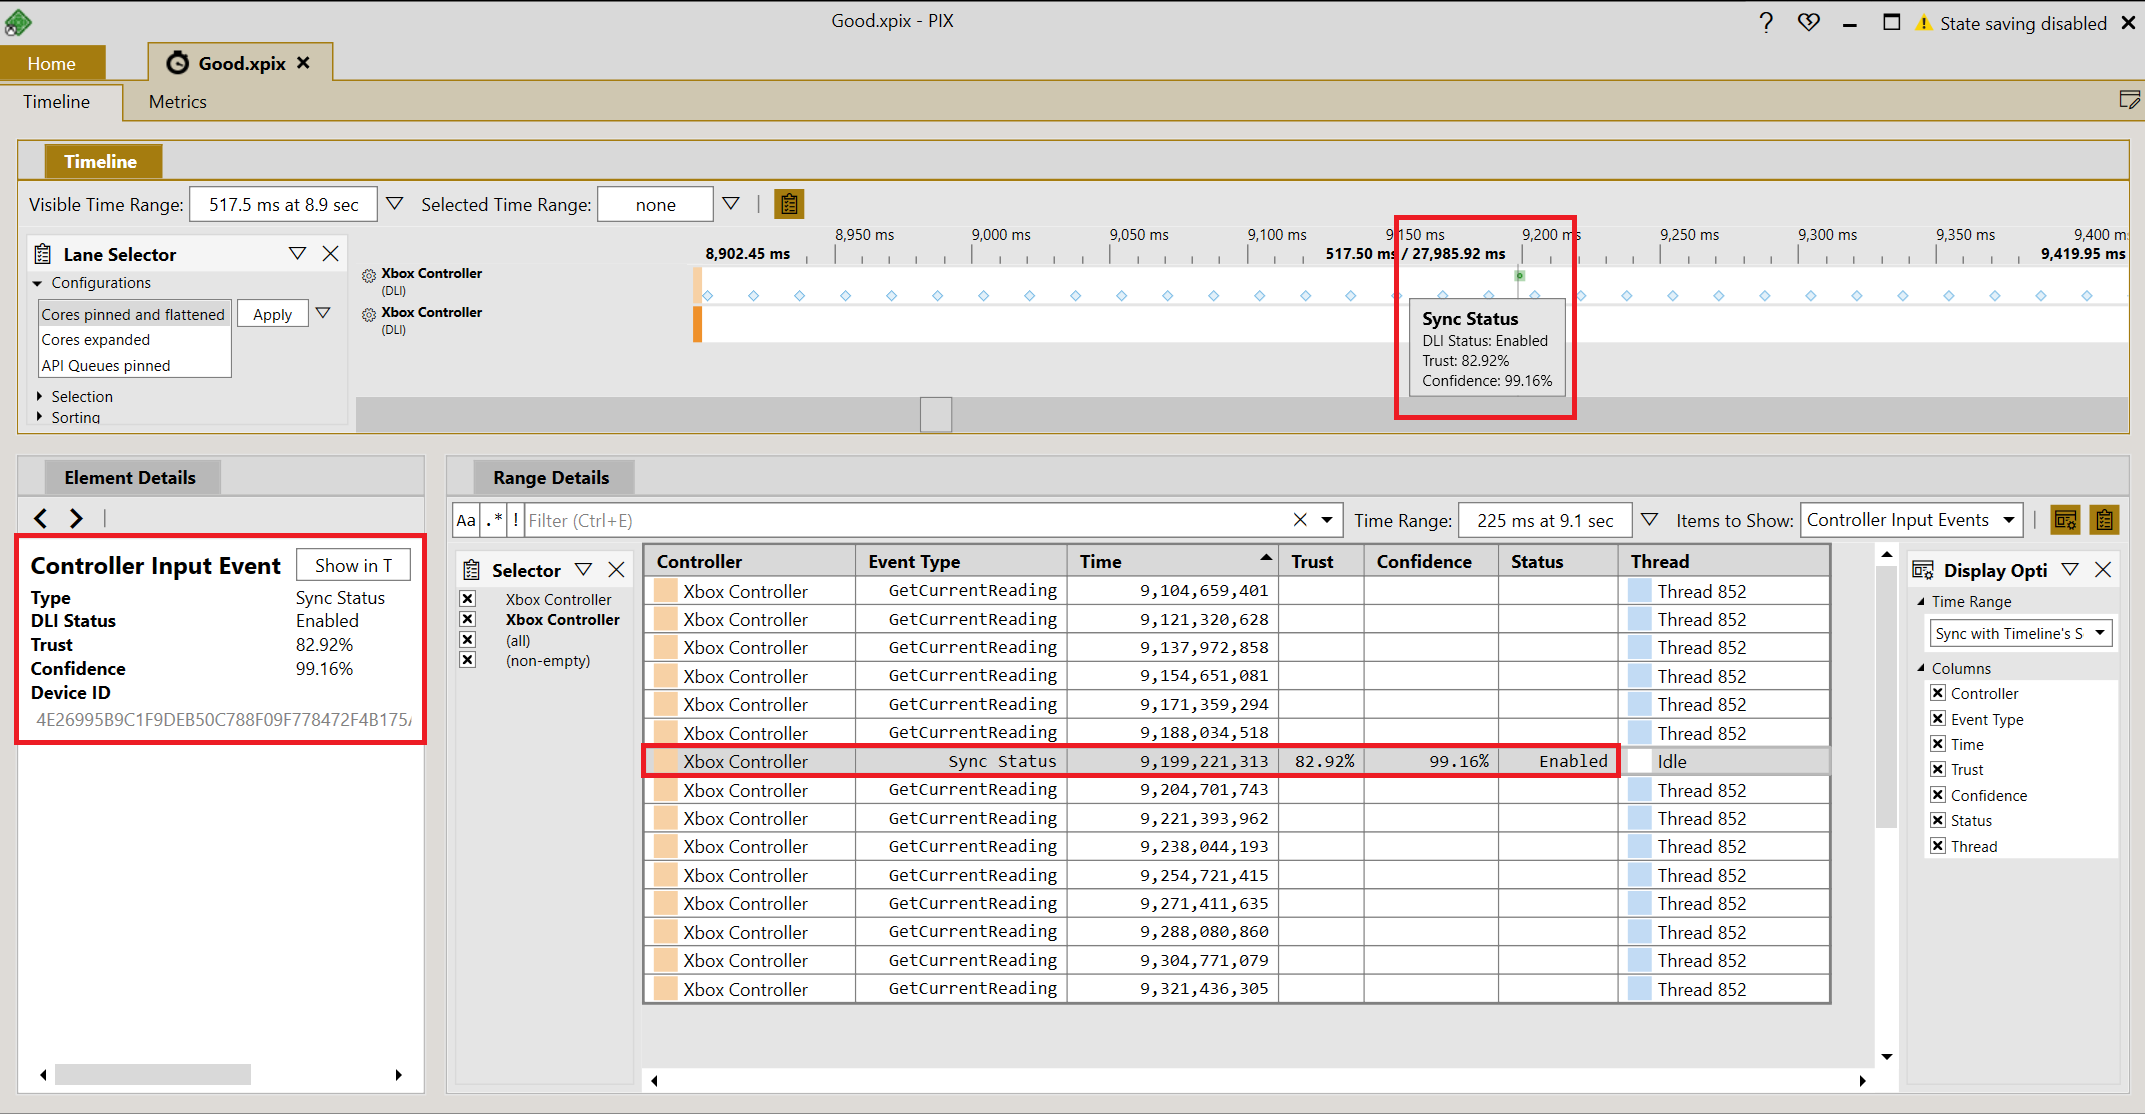 Good.xpix - PIX
? State saving disabled
Home
Good.xpix
Timeline
Metrics
Timeline
Visible Time Range: 517.5 ms at 8.9 sec
Selected Time Range: none
Lane Selector
Configurations
Cores pinned and flattened
Apply
Cores expanded
API Queues pinned
Selection
Sorting
8,950 ms 9,000 ms 9,050 ms 9,100 ms 9,150 ms 9,200 ms 9,250 ms 9,300 ms 9,350 ms 9,400 ms
8,902.45 ms 517.50 ms / 27,985.92 ms 9,419.95 ms
Xbox Controller
(DLI)
Xbox Controller
(DLI)
Sync Status
DLI Status: Enabled
Trust: 82.92%
Confidence: 99.16%
Element Details
Controller Input Event
Show in T
Type Sync Status
DLI Status Enabled
Trust 82.92%
Confidence 99.16%
Device ID
4E26995B9C1F9DEB50C788F09F778472F4B175
Range Details
Aa .* ! Filter (Ctrl+E)
Time Range: 225 ms at 9.1 sec
Items to Show: Controller Input Events
Selector
Xbox Controller
Xbox Controller
(all)
(non-empty)
Controller Event Type Time Trust Confidence Status Thread
Xbox Controller GetCurrentReading 9,104,659,401 Thread 852
Xbox Controller GetCurrentReading 9,121,320,628 Thread 852
Xbox Controller GetCurrentReading 9,137,972,858 Thread 852
Xbox Controller GetCurrentReading 9,154,651,081 Thread 852
Xbox Controller GetCurrentReading 9,171,359,294 Thread 852
Xbox Controller GetCurrentReading 9,188,034,518 Thread 852
Xbox Controller Sync Status 9,199,221,313 82.92% 99.16% Enabled Idle
Xbox Controller GetCurrentReading 9,204,701,743 Thread 852
Xbox Controller GetCurrentReading 9,221,393,962 Thread 852
Xbox Controller GetCurrentReading 9,238,044,193 Thread 852
Xbox Controller GetCurrentReading 9,254,721,415 Thread 852
Xbox Controller GetCurrentReading 9,271,411,635 Thread 852
Xbox Controller GetCurrentReading 9,288,080,860 Thread 852
Xbox Controller GetCurrentReading 9,304,771,079 Thread 852
Xbox Controller GetCurrentReading 9,321,436,305 Thread 852
Display Opti
Time Range
Sync with Timeline's S
Columns
Controller
Event Type
Time
Trust
Confidence
Status
Thread